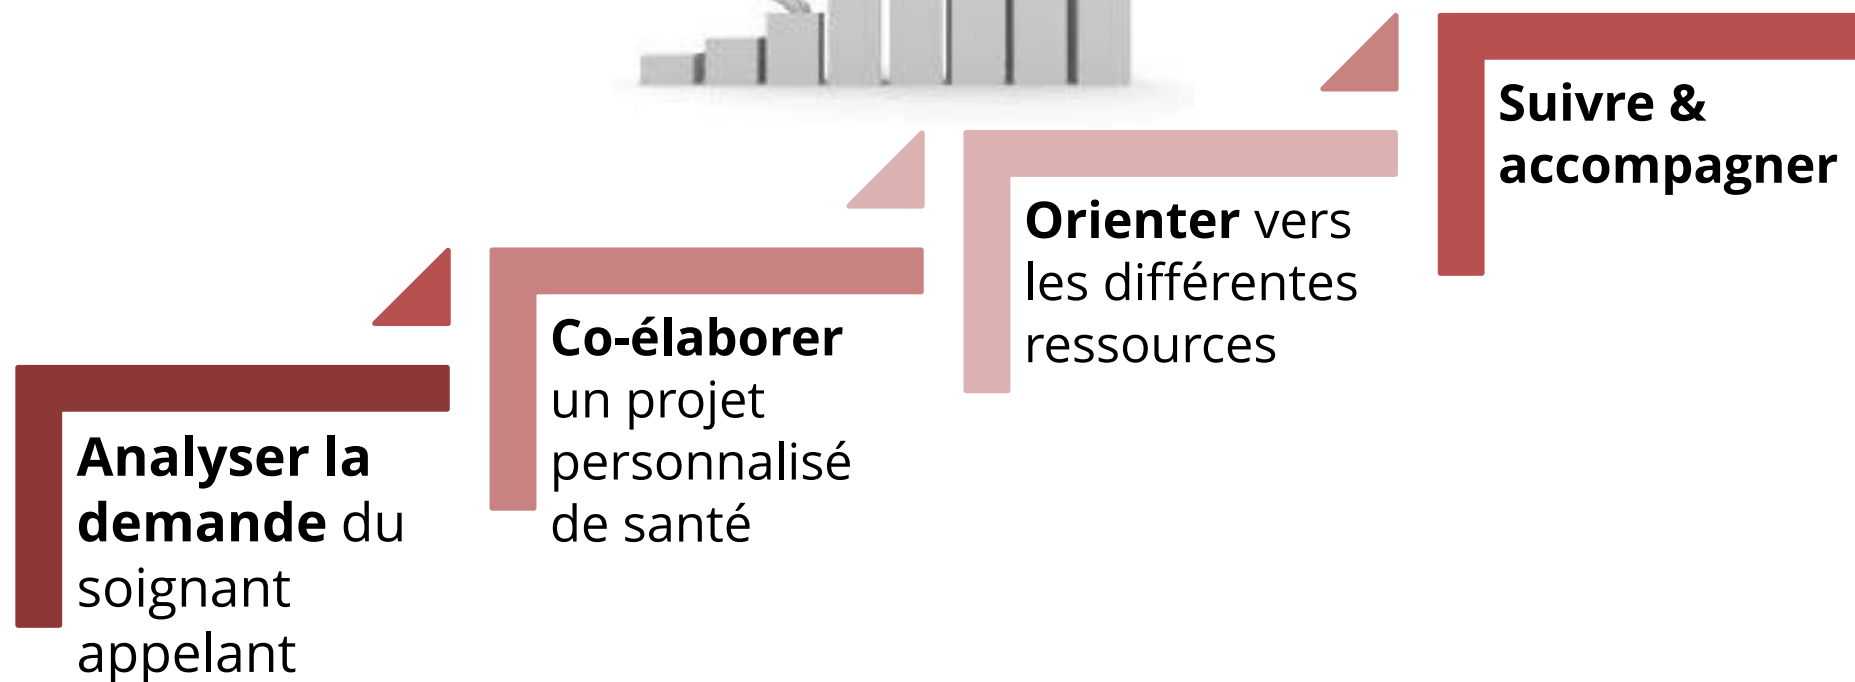 Analyser la
demande du
soignant
appelant
Co-élaborer
un projet
personnalisé
de santé
Orienter vers
les différentes
ressources
Suivre &
accompagner